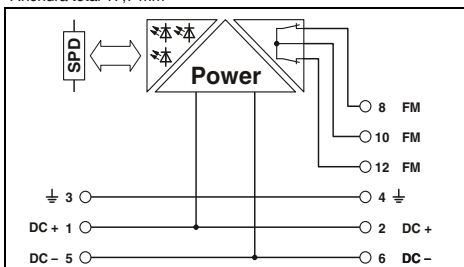 SPD
Power
8 FM
10 FM
12 FM
3 4
DC + 1 2 DC +
DC – 5 6 DC –